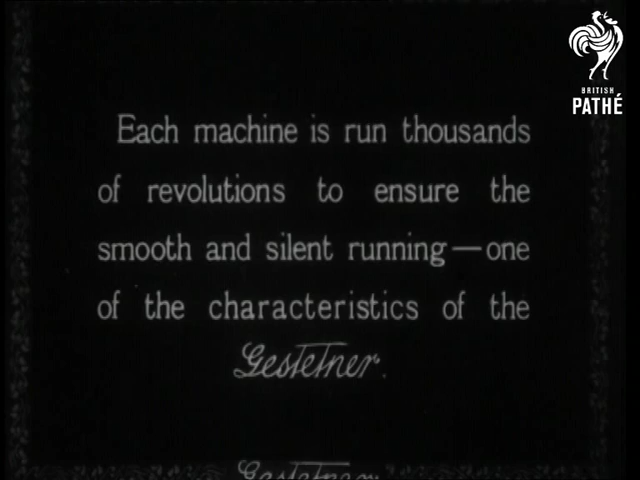 BRITISH
PATHÉ
Each machine is run thousands
of revolutions to ensure the
smooth and silent running—one
of the characteristics of the
Gestetner.
Gestetner